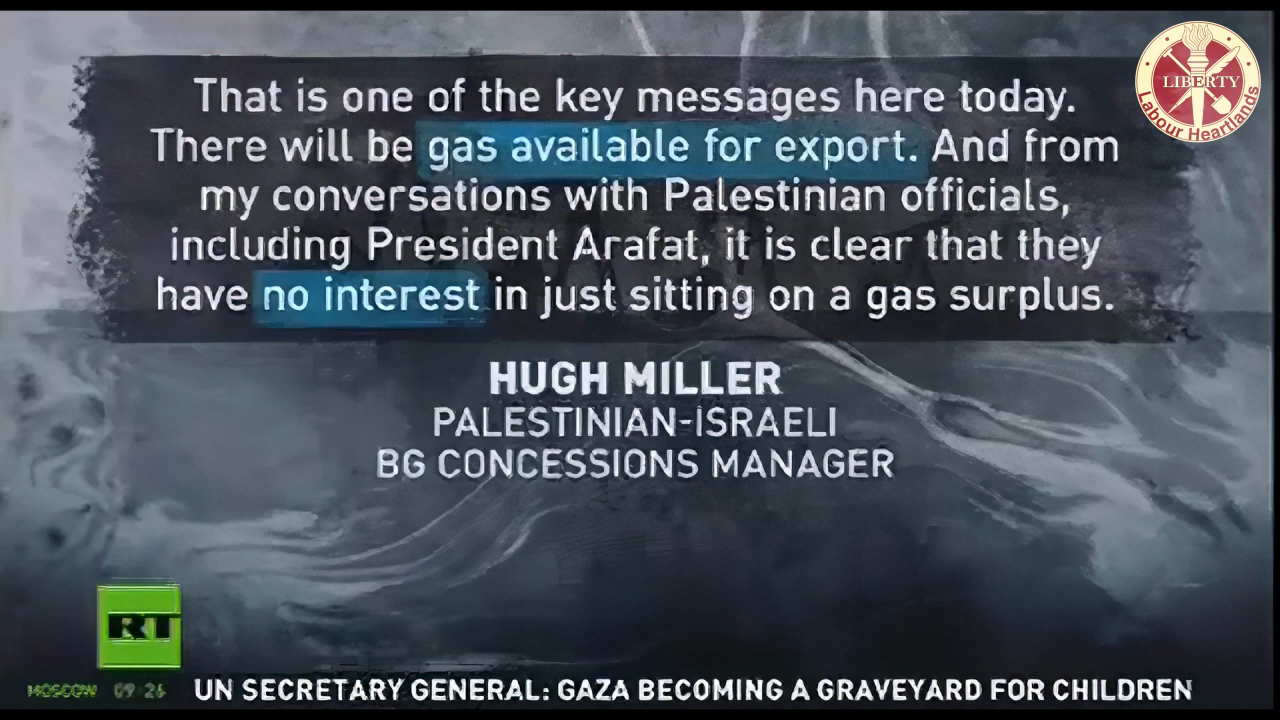 LIBERTY
Labour Heartlands
That is one of the key messages here today.
There will be gas available for export. And from
my conversations with Palestinian officials,
including President Arafat, it is clear that they
have no interest in just sitting on a gas surplus.
HUGH MILLER
PALESTINIAN-ISRAELI
BG CONCESSIONS MANAGER
RT
MOSCOW 09 26
UN SECRETARY GENERAL: GAZA BECOMING A GRAVEYARD FOR CHILDREN